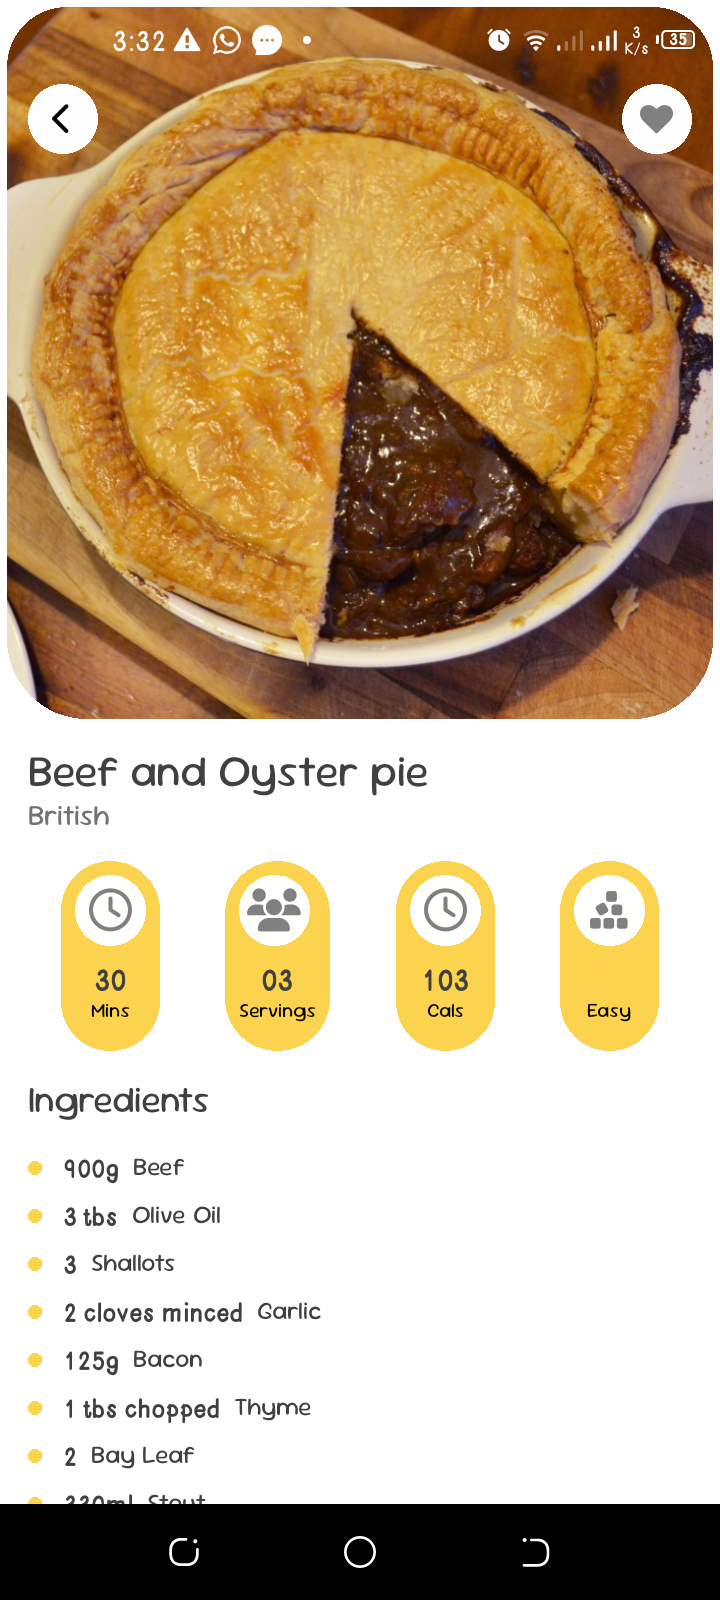 3:32
3
K/s
35
Beef and Oyster pie
British
30
03
103
Mins
Servings
Cals
Easy
Ingredients
900g Beef
3 tbs Olive Oil
3 Shallots
2 cloves minced Garlic
125g Bacon
1 tbs chopped Thyme
2 Bay Leaf
330ml Stout